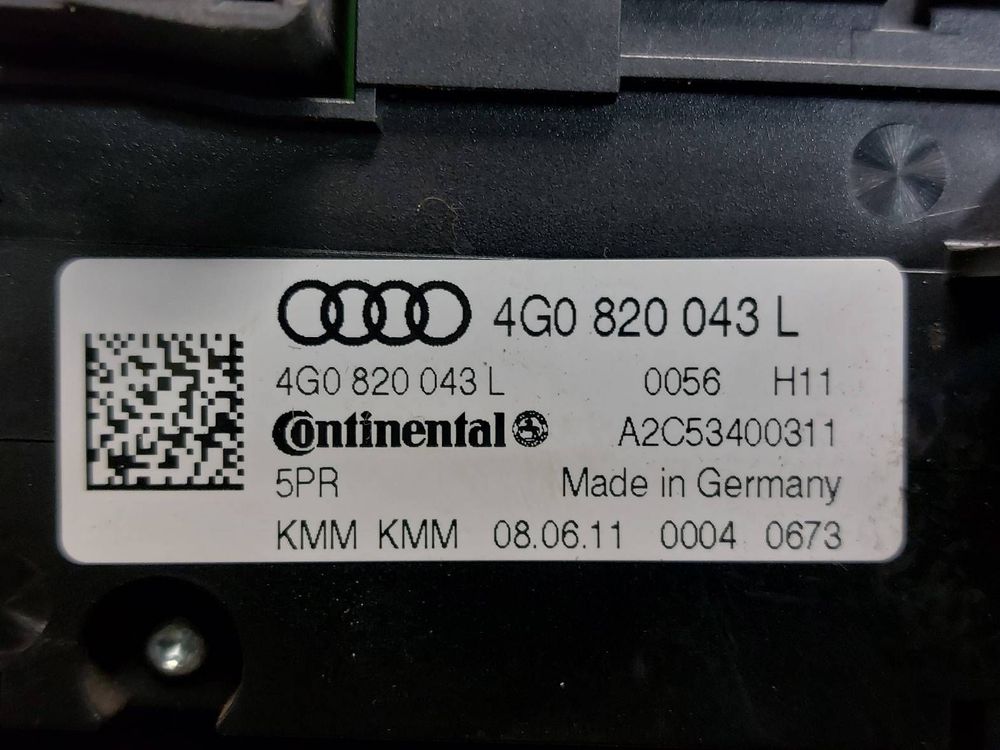 4G0 820 043 L
4G0 820 043 L 0056 H11
Continental A2C53400311
5PR Made in Germany
KMM KMM 08.06.11 0004 0673